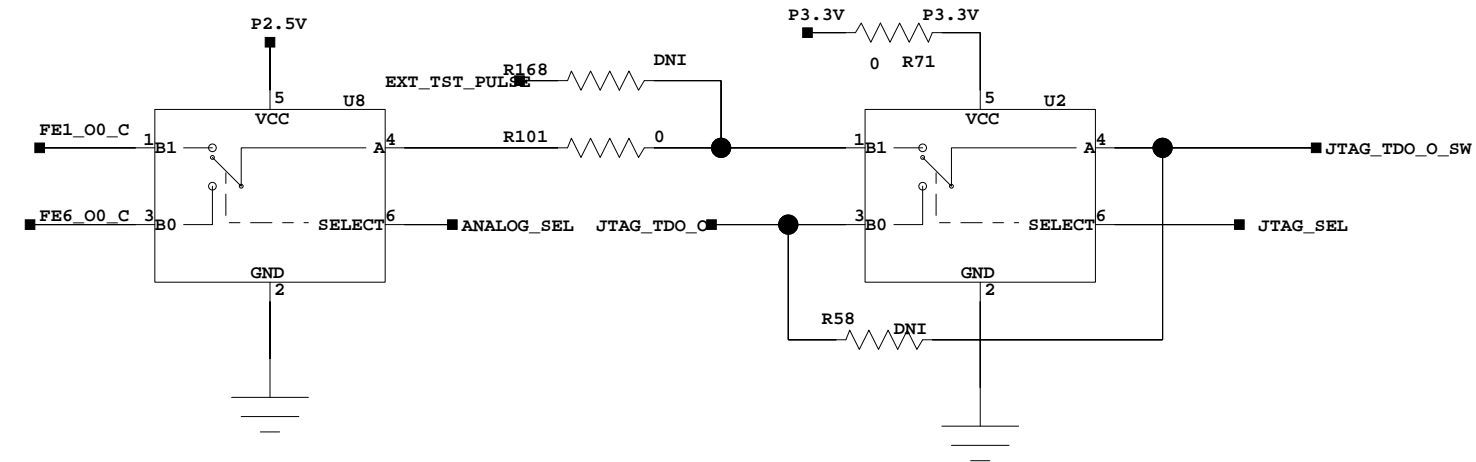 P2.5V
P3.3V P3.3V
0 R71
EXT_TST_PULSE R168 DNI
5 U8
VCC
FE1_O0_C 1 B1 A 4
R101 0
FE6_O0_C 3 B0 SELECT 6 ANALOG_SEL
GND
2
5 U2
VCC
1 B1 A 4 JTAG_TDO_O_SW
JTAG_TDO_O 3 B0 SELECT 6 JTAG_SEL
GND
2
R58 DNI